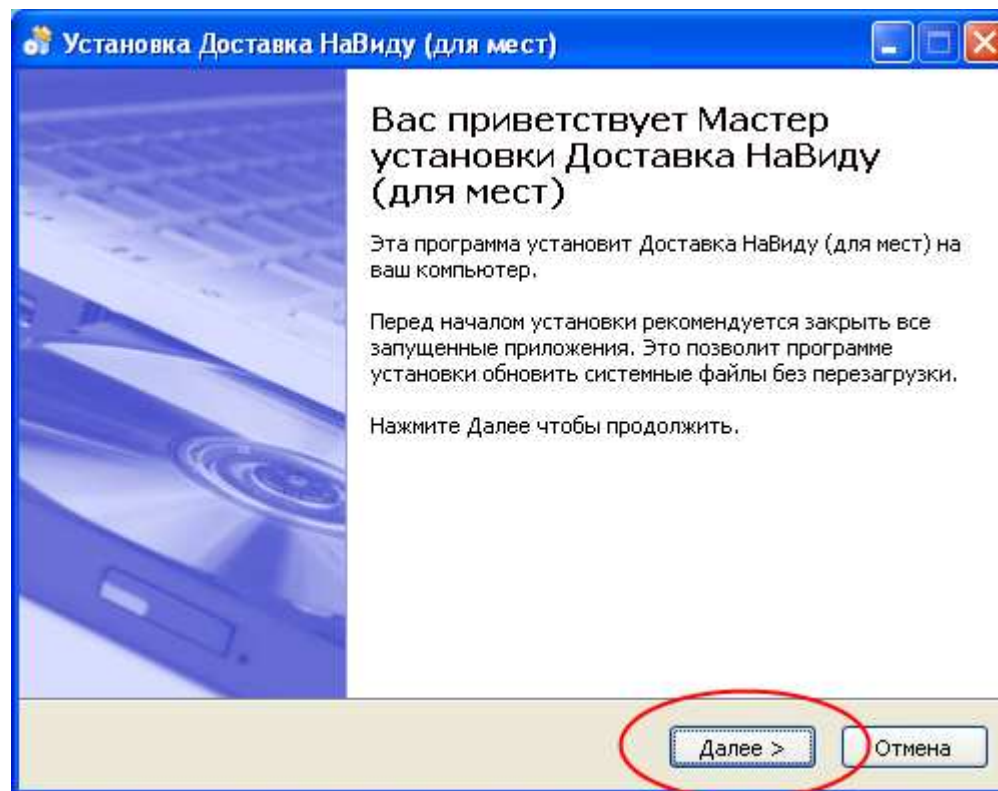 Установка Доставка НаВиду (для мест)
Вас приветствует Мастер
установки Доставка НаВиду
(для мест)
Эта программа установит Доставка НаВиду (для мест) на
ваш компьютер.
Перед началом установки рекомендуется закрыть все
запущенные приложения. Это позволит программе
установки обновить системные файлы без перезагрузки.
Нажмите Далее чтобы продолжить.
Далее >
Отмена